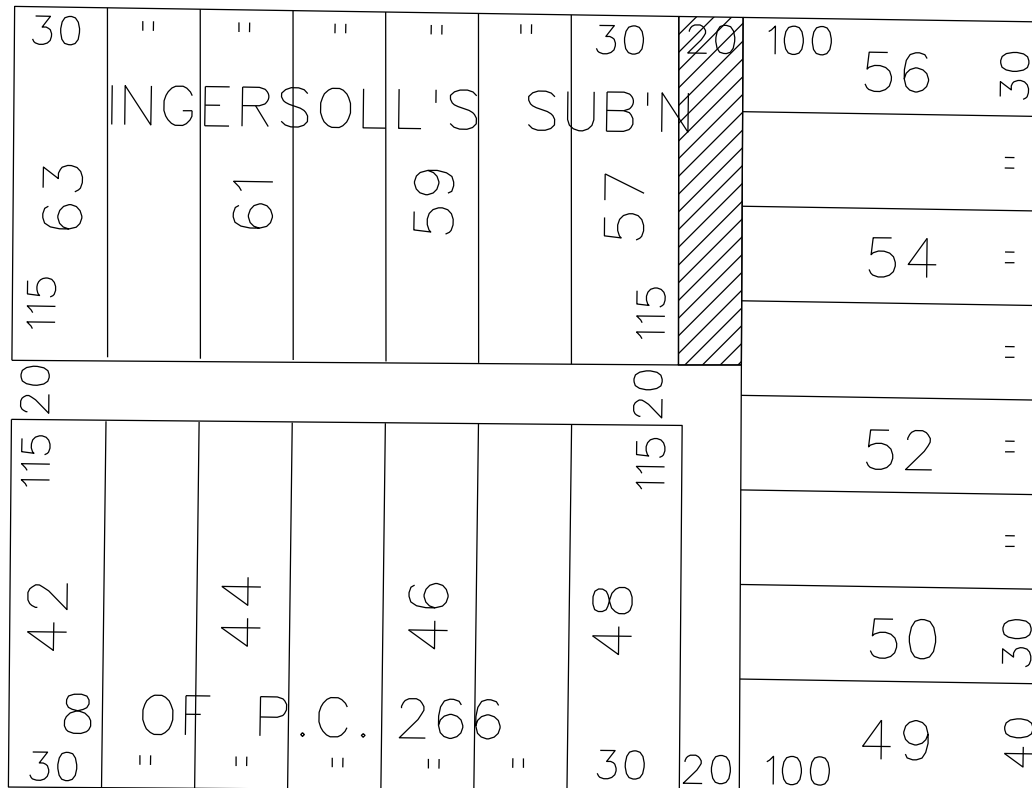 30 " " " " " 30 20 100
56 30
INGERSOLL'S SUB'N
63 61 59 57
"
54 "
115 115
"
20 20
115 115
52 "
"
42 44 46 48
50 30
8 OF P.C. 266
49 40
30 " " " " " 30 20 100